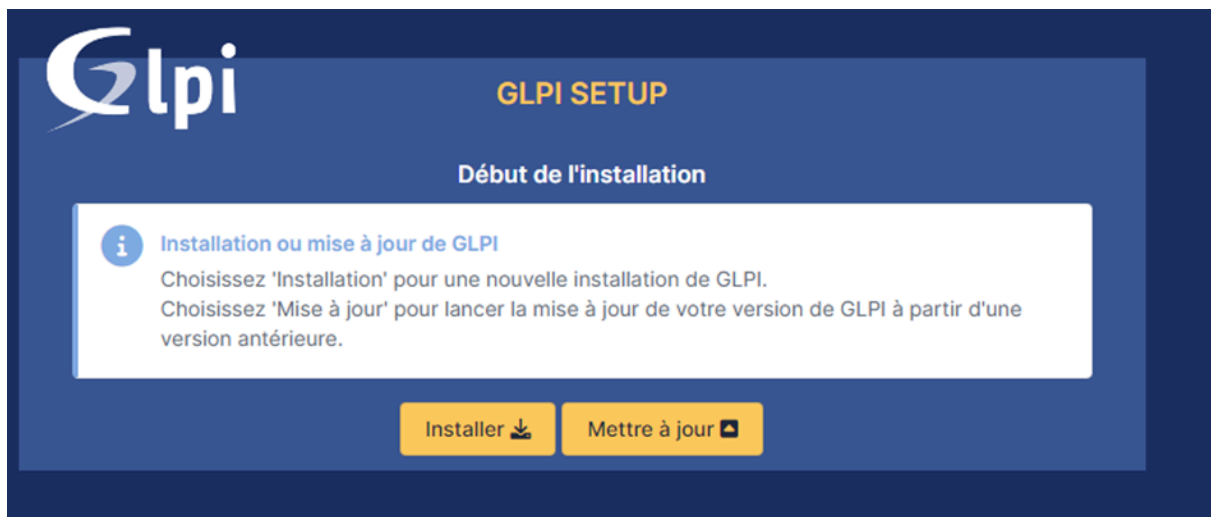 Glpi
GLPI SETUP
Début de l'installation
Installation ou mise à jour de GLPI
Choisissez 'Installation' pour une nouvelle installation de GLPI.
Choisissez 'Mise à jour' pour lancer la mise à jour de votre version de GLPI à partir d'une
version antérieure.
Installer
Mettre à jour